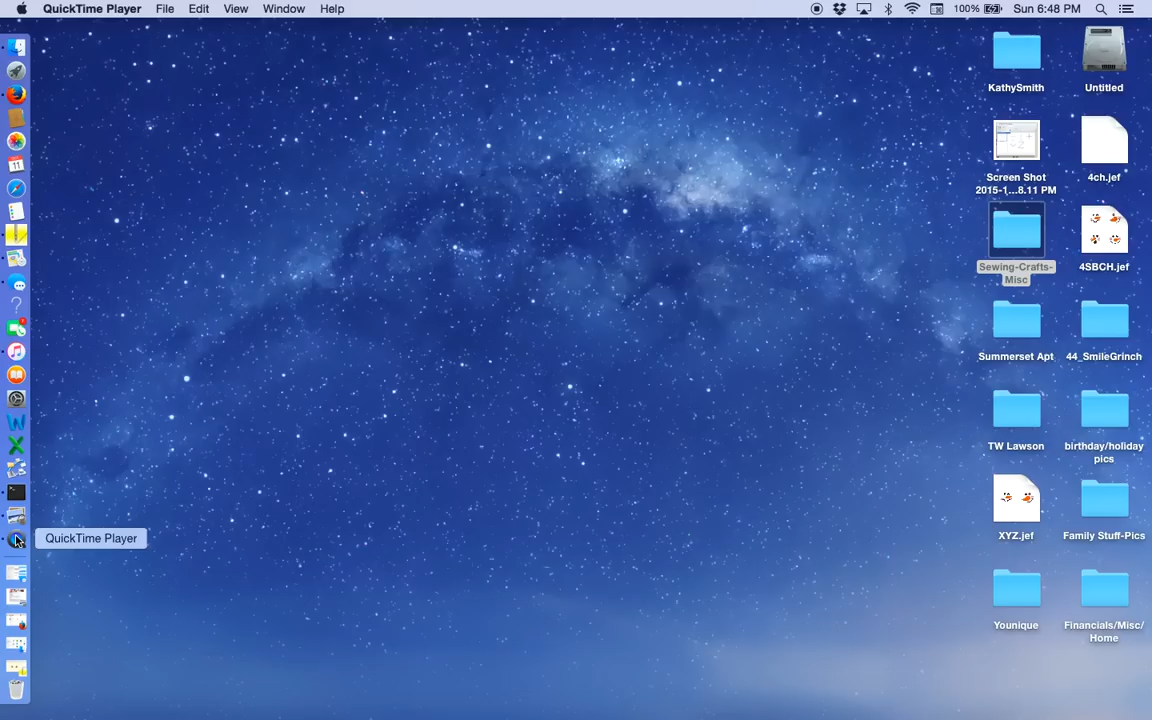 QuickTime Player File Edit View Window Help 100% Sun 6:48 PM
KathySmith
Untitled
Screen Shot
2015-1...8.11 PM
4ch.jef
Sewing-Crafts-
Misc
4SBCH.jef
Summerset Apt
44_SmileGrinch
TW Lawson
birthday/holiday
pics
XYZ.jef
Family Stuff-Pics
Younique
Financials/Misc/
Home
11
QuickTime Player